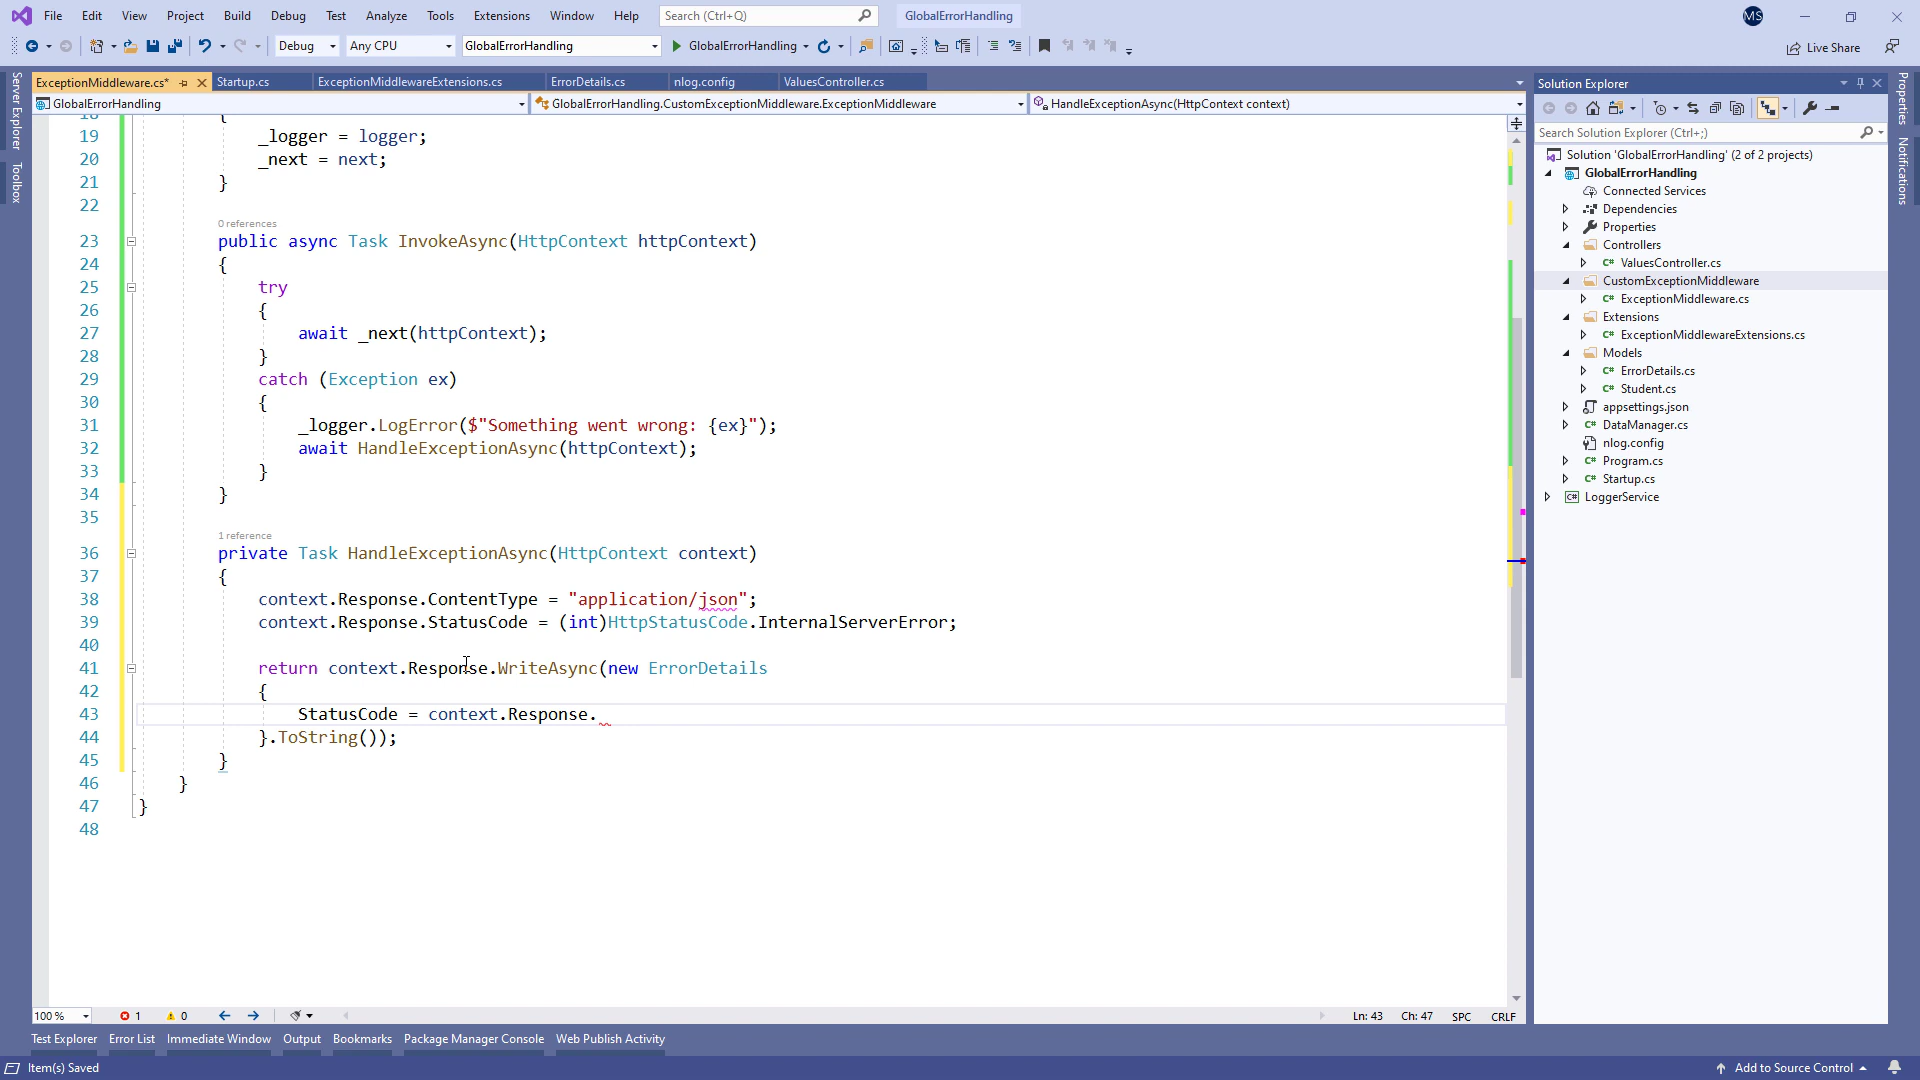 File Edit View Project Build Debug Test Analyze Tools Extensions Window Help Search (Ctrl+Q) GlobalErrorHandling MS
Debug Any CPU GlobalErrorHandling GlobalErrorHandling Live Share
ExceptionMiddleware.cs* Startup.cs ExceptionMiddlewareExtensions.cs ErrorDetails.cs nlog.config ValuesController.cs
GlobalErrorHandling GlobalErrorHandling.CustomExceptionMiddleware.ExceptionMiddleware HandleExceptionAsync(HttpContext context)
Server Explorer
Toolbox
18 {
19 _logger = logger;
20 _next = next;
21 }
22
0 references
23 public async Task InvokeAsync(HttpContext httpContext)
24 {
25 try
26 {
27 await _next(httpContext);
28 }
29 catch (Exception ex)
30 {
31 _logger.LogError($"Something went wrong: {ex}");
32 await HandleExceptionAsync(httpContext);
33 }
34 }
35
1 reference
36 private Task HandleExceptionAsync(HttpContext context)
37 {
38 context.Response.ContentType = "application/json";
39 context.Response.StatusCode = (int)HttpStatusCode.InternalServerError;
40
41 return context.Response.WriteAsync(new ErrorDetails
42 {
43 StatusCode = context.Response.
44 }.ToString());
45 }
46 }
47 }
48
100 % 1 0 Ln: 43 Ch: 47 SPC CRLF
Solution Explorer
Search Solution Explorer (Ctrl+;)
Solution 'GlobalErrorHandling' (2 of 2 projects)
GlobalErrorHandling
Connected Services
Dependencies
Properties
Controllers
C# ValuesController.cs
CustomExceptionMiddleware
C# ExceptionMiddleware.cs
Extensions
C# ExceptionMiddlewareExtensions.cs
Models
C# ErrorDetails.cs
C# Student.cs
appsettings.json
C# DataManager.cs
nlog.config
C# Program.cs
C# Startup.cs
C# LoggerService
Properties
Notifications
Test Explorer Error List Immediate Window Output Bookmarks Package Manager Console Web Publish Activity
Item(s) Saved Add to Source Control